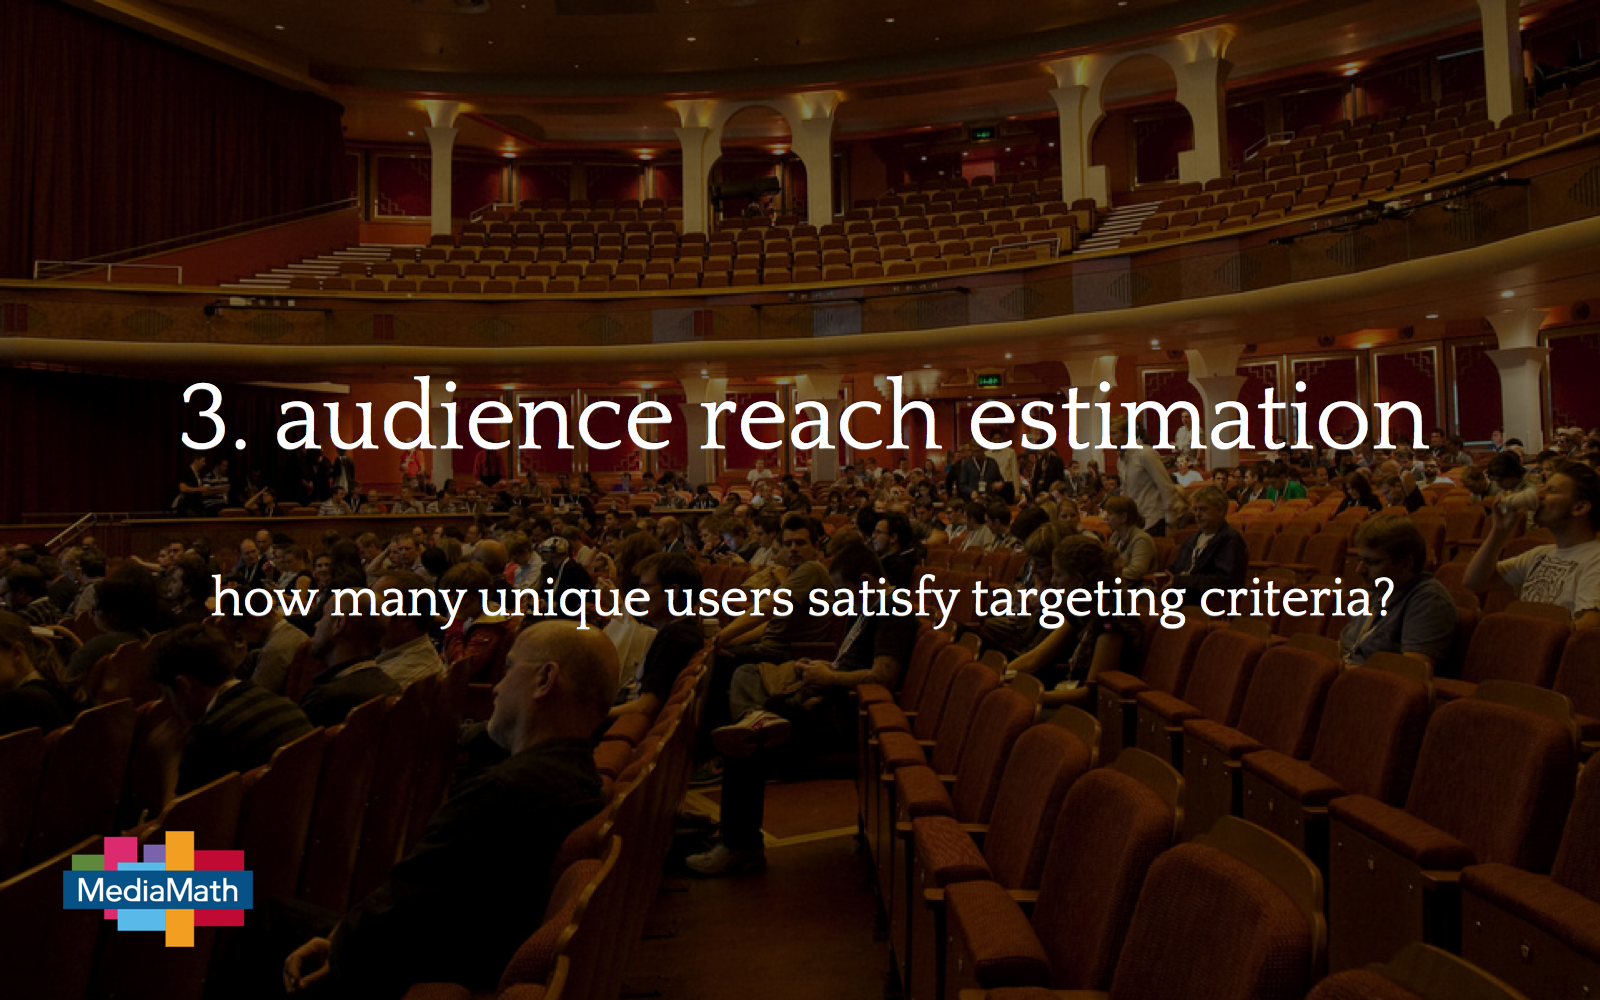 3. audience reach estimation
how many unique users satisfy targeting criteria?
MediaMath